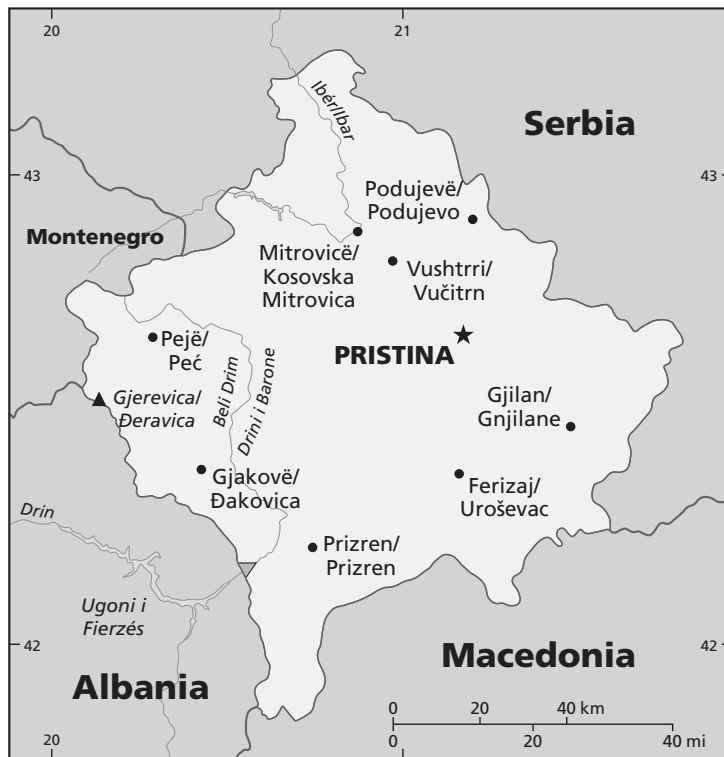 20
21
Ibër/Ibar
Serbia
43
43
Podujevë/
Podujevo
Montenegro
Mitrovicë/
Kosovska
Mitrovica
Vushtrri/
Vučitrn
Pejë/
Peć
PRISTINA
Gjerevica/
Đeravica
Beli Drim
Drini i Barone
Gjilan/
Gnjilane
Gjakovë/
Đakovica
Ferizaj/
Uroševac
Drin
Prizren/
Prizren
Ugoni i
Fierzés
42
42
Albania
Macedonia
0 20 40 km
20
0 20 40 mi